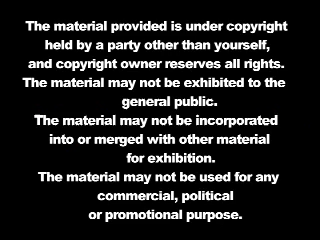 The material provided is under copyright
held by a party other than yourself,
and copyright owner reserves all rights.
The material may not be exhibited to the
general public.
The material may not be incorporated
into or merged with other material
for exhibition.
The material may not be used for any
commercial, political
or promotional purpose.